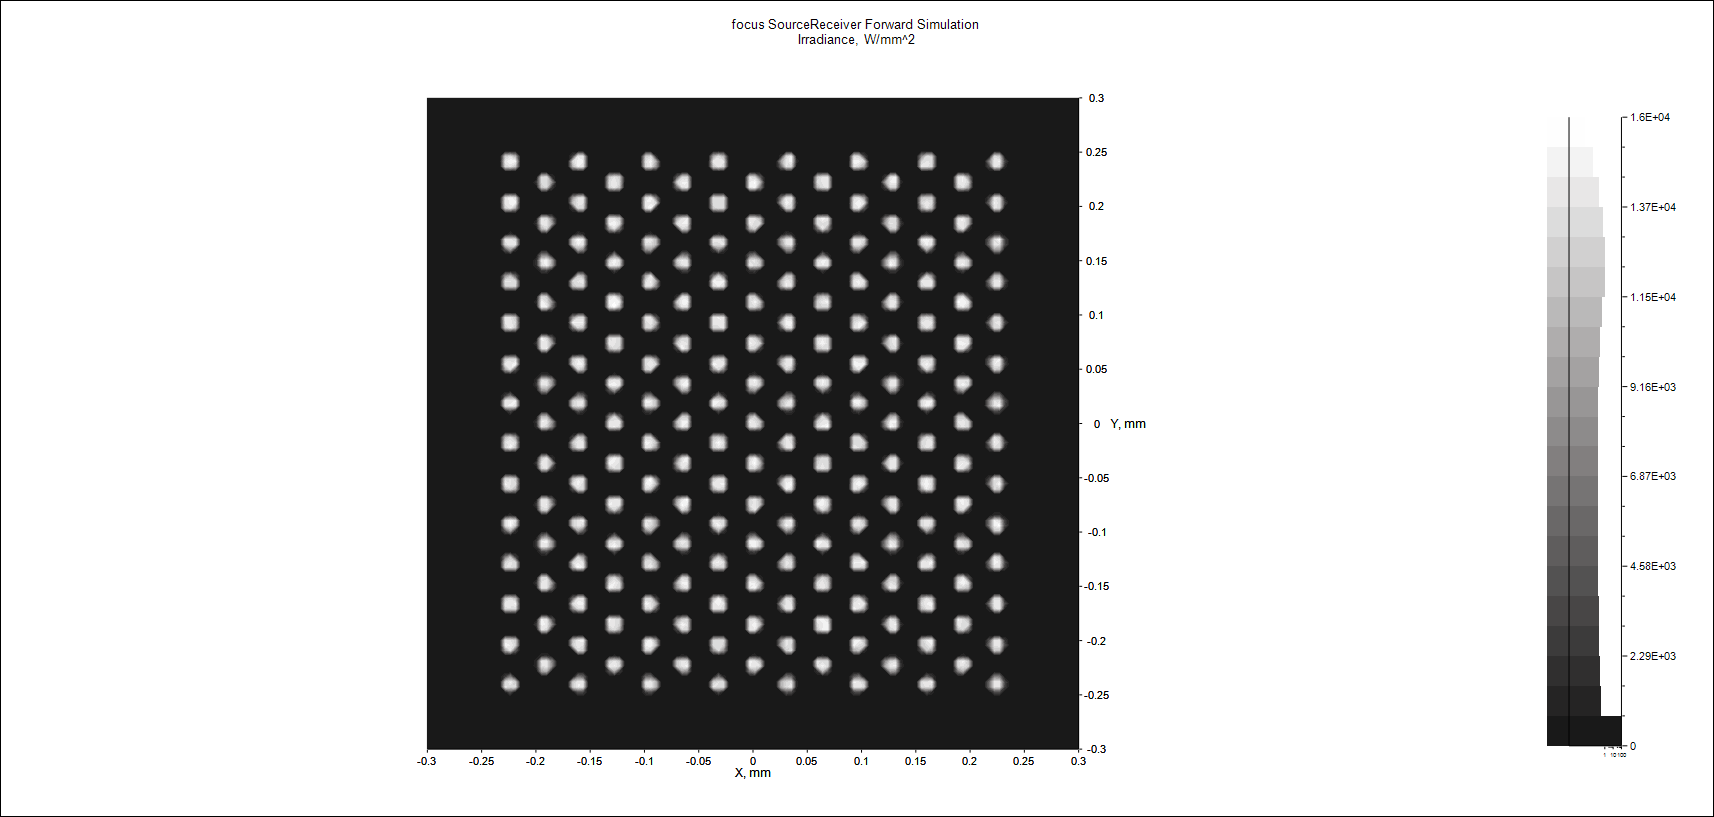 focus SourceReceiver Forward Simulation
Irradiance, W/mm^2
0.3
0.25
0.2
0.15
0.1
0.05
0
Y, mm
-0.05
-0.1
-0.15
-0.2
-0.25
-0.3
-0.3
-0.25
-0.2
-0.15
-0.1
-0.05
0
0.05
0.1
0.15
0.2
0.25
0.3
X, mm
1.6E+04
1.37E+04
1.15E+04
9.16E+03
6.87E+03
4.58E+03
2.29E+03
0